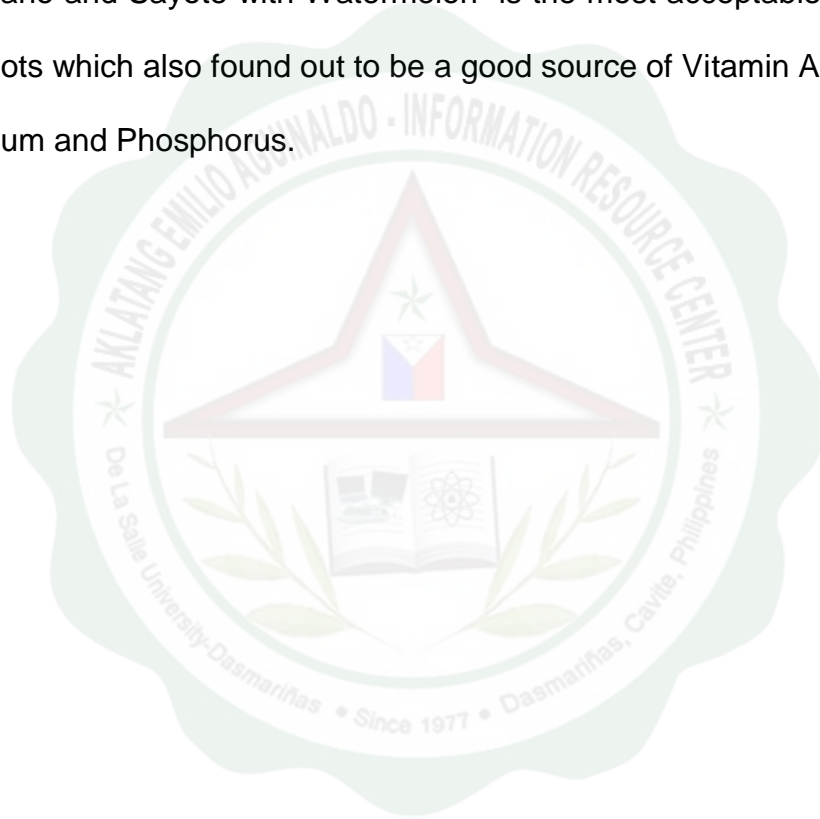 and Sayote with Watermelon" is the most acceptable
ots which also found out to be a good source of Vitamin A
um and Phosphorus.
AKLATANG EMILIO AGUINALDO - INFORMATION RESOURCE CENTER
De La Salle University-Dasmariñas • Since 1977 • Dasmariñas, Cavite, Philippines